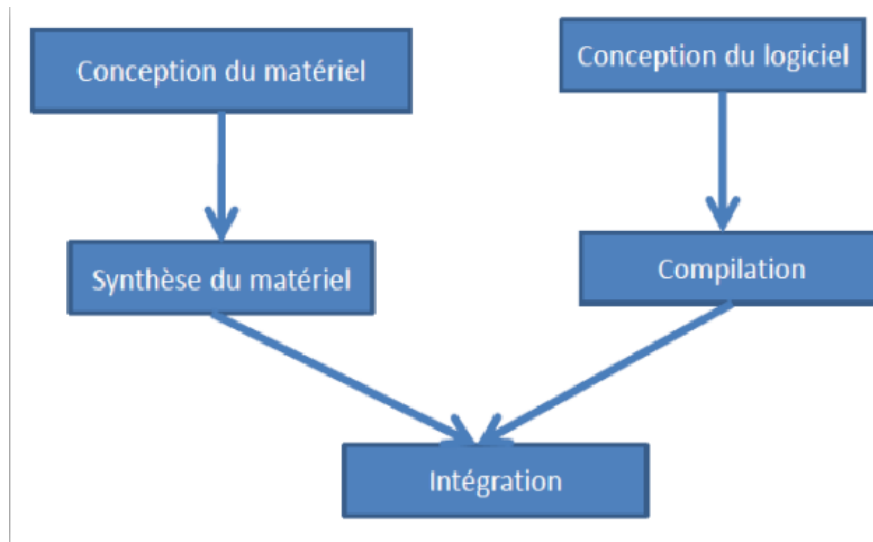 Conception du matériel
Conception du logiciel
Synthèse du matériel
Compilation
Intégration